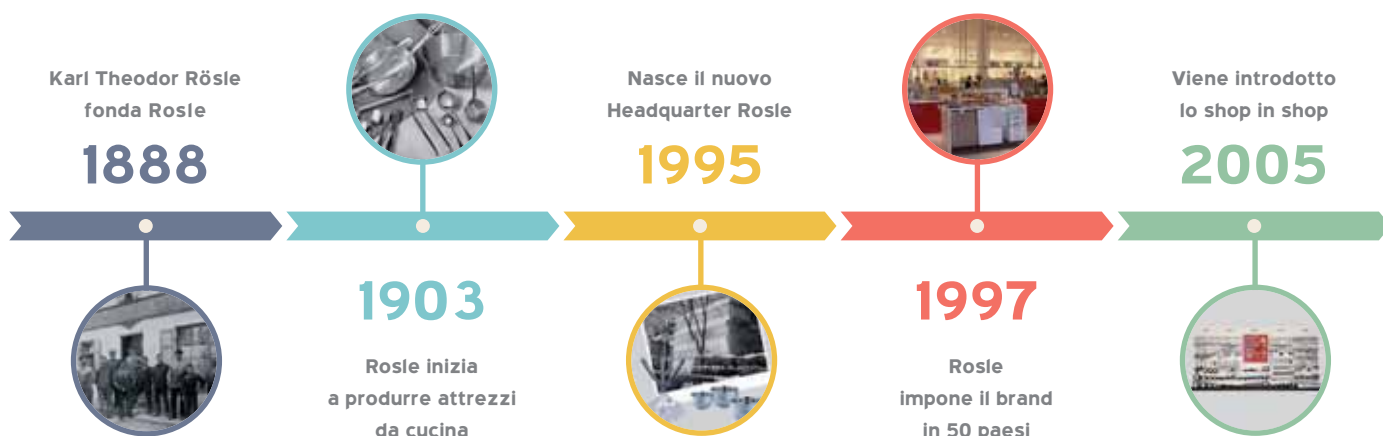 Karl Theodor Rösle
fonda Rosle
1888
1903
Rosle inizia
a produrre attrezzi
da cucina
Nasce il nuovo
Headquarter Rosle
1995
1997
Rosle
impone il brand
in 50 paesi
Viene introdotto
lo shop in shop
2005